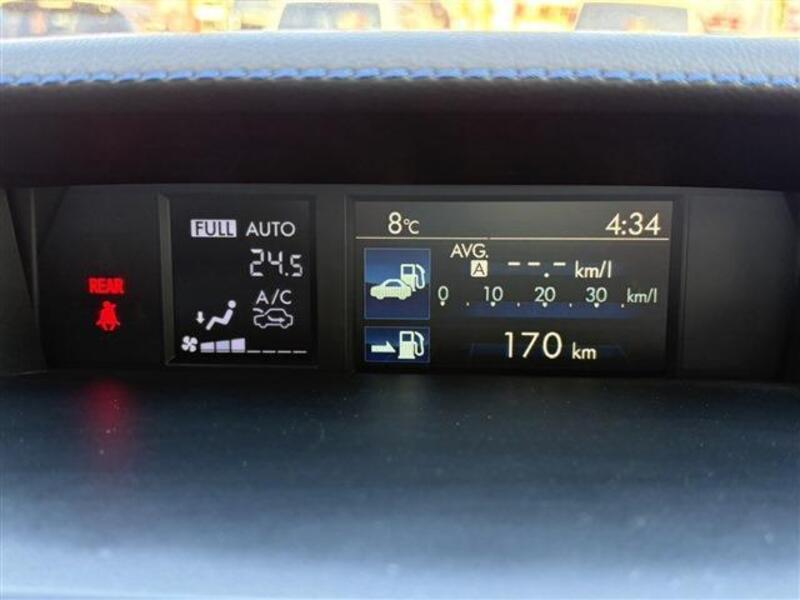 REAR
FULL AUTO
24.5
A/C
8°C
4:34
AVG.
A --.- km/l
0 . 10 . 20 . 30 . km/l
170 km